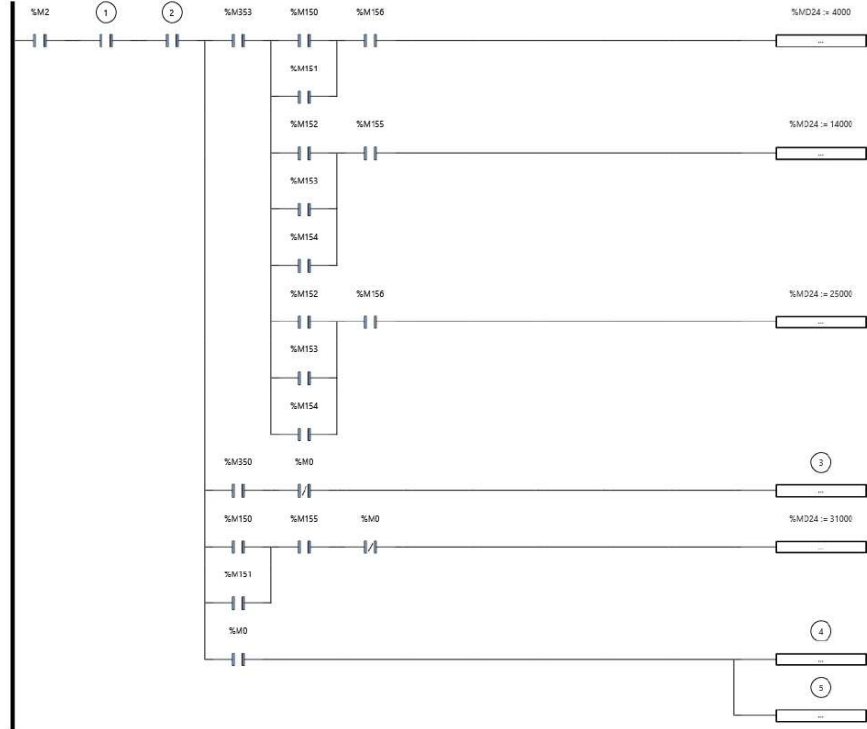 %M2 1 2 %M353 %M150 %M156 %MD24 := 4000
...
%M151
%M152 %M155 %MD24 := 14000
...
%M153
%M154
%M152 %M156 %MD24 := 25000
...
%M153
%M154
%M350 %M0 3
...
%M150 %M155 %M0 %MD24 := 31000
...
%M151
%M0 4
...
5
...